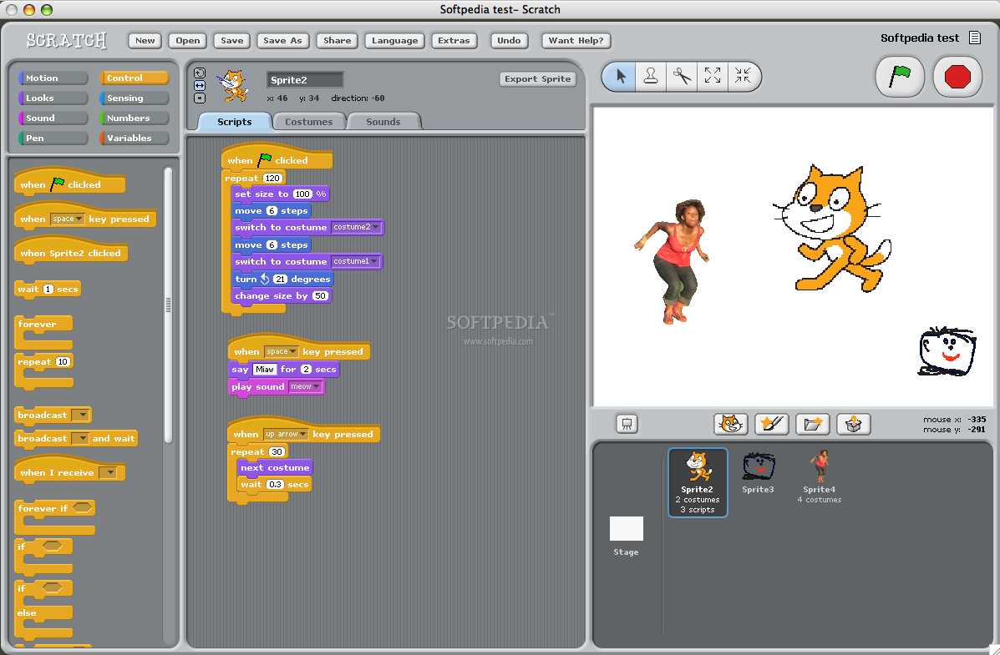 Softpedia test- Scratch
SCRATCH
New
Open
Save
Save As
Share
Language
Extras
Undo
Want Help?
Softpedia test
Motion
Control
Looks
Sensing
Sound
Numbers
Pen
Variables
Sprite2
Export Sprite
x: 46 y: 34 direction: -60
Scripts
Costumes
Sounds
when clicked
when space key pressed
when Sprite2 clicked
wait 1 secs
forever
repeat 10
broadcast
broadcast and wait
when I receive
forever if
if
if
else
when clicked
repeat 120
set size to 100 %
move 6 steps
switch to costume costume2
move 6 steps
switch to costume costume1
turn 21 degrees
change size by 50
when space key pressed
say Miaw for 2 secs
play sound meow
when up arrow key pressed
repeat 30
next costume
wait 0.3 secs
SOFTPEDIA™
www.softpedia.com
mouse x: -335
mouse y: -291
Stage
Sprite2
2 costumes
3 scripts
Sprite3
Sprite4
4 costumes